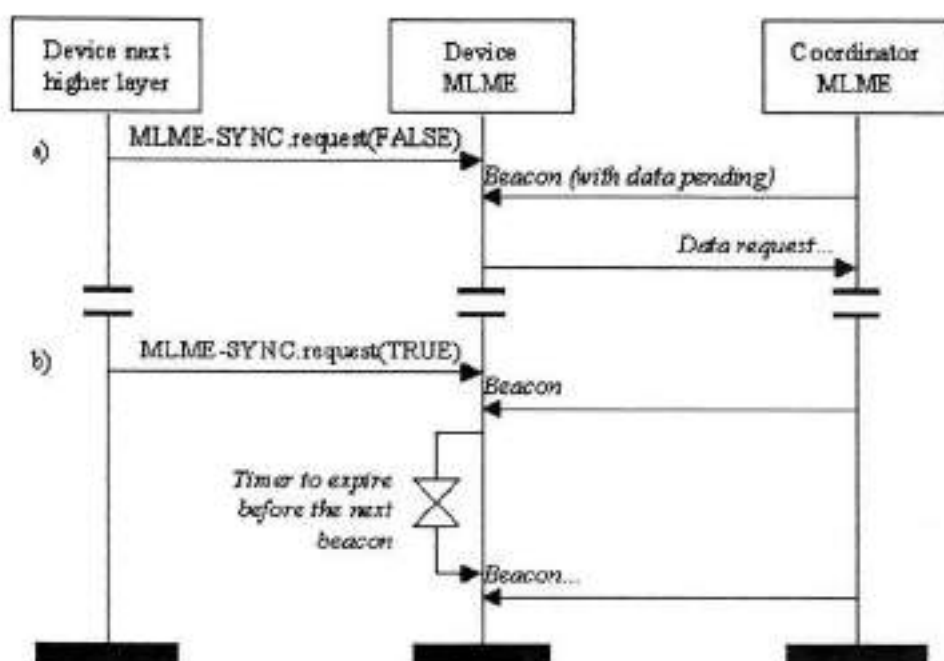 Device next
higher layer
Device
MLME
Coordinator
MLME
a)
MLME-SYNC.request(FALSE)
Beacon (with data pending)
Data request...
b)
MLME-SYNC.request(TRUE)
Beacon
Timer to expire
before the next
beacon
Beacon...